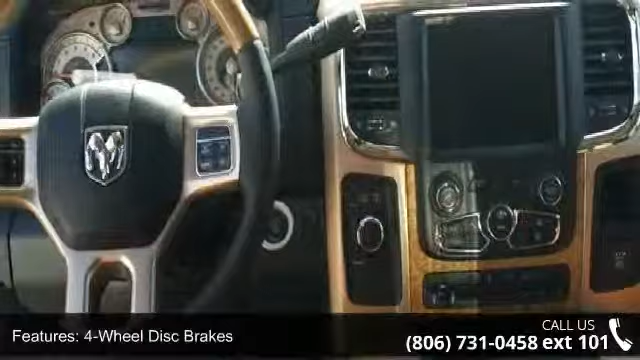 CALL US
Features: 4-Wheel Disc Brakes
(806) 731-0458 ext 101